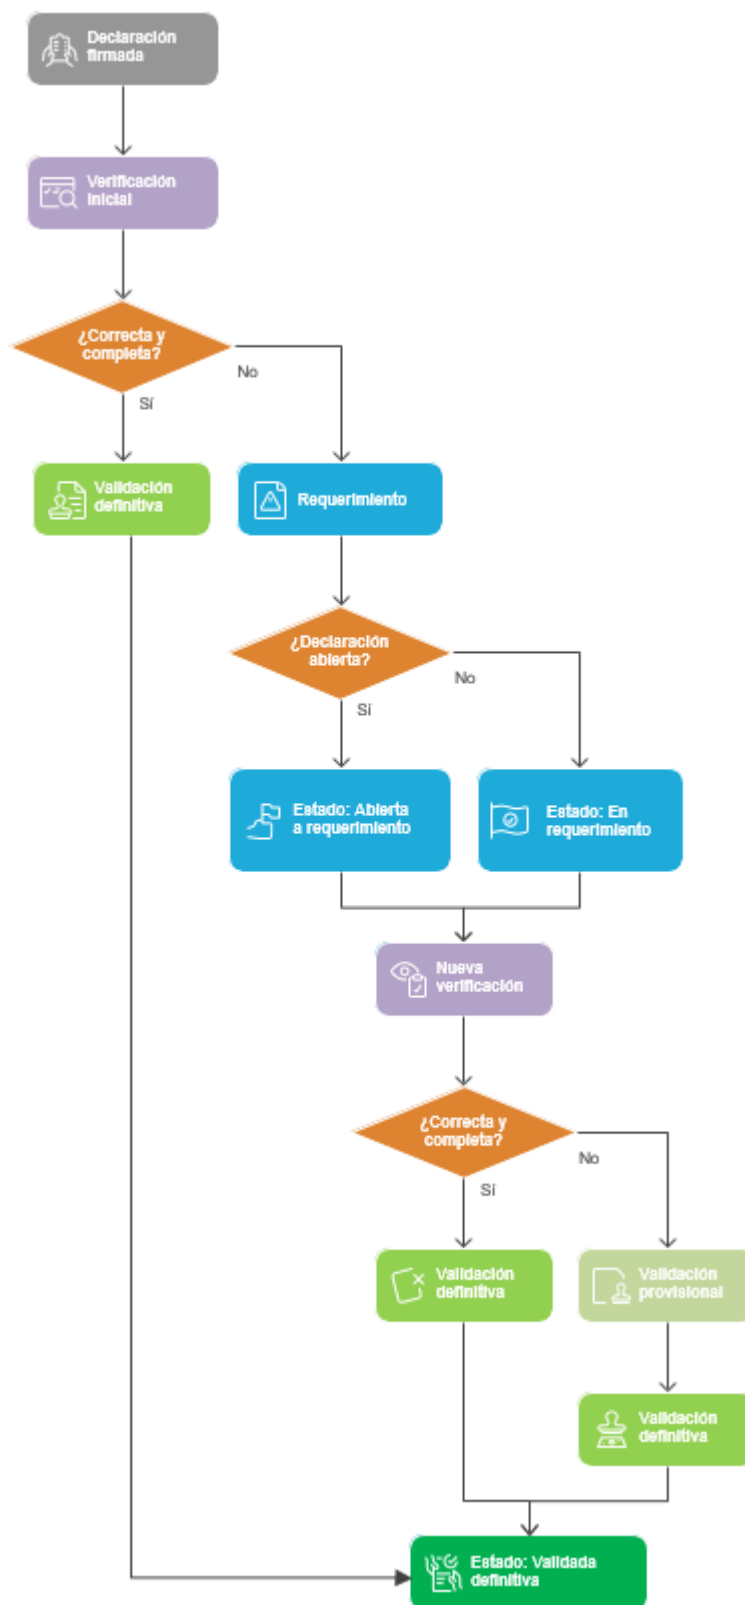 Declaración
firmada
Verificación
inicial
¿Correcta y
completa?
No
Sí
Validación
definitiva
Requerimiento
¿Declaración
abierta?
No
Sí
Estado: Abierta
a requerimiento
Estado: En
requerimiento
Nueva
verificación
¿Correcta y
completa?
No
Sí
Validación
definitiva
Validación
provisional
Validación
definitiva
Estado: Validada
definitiva